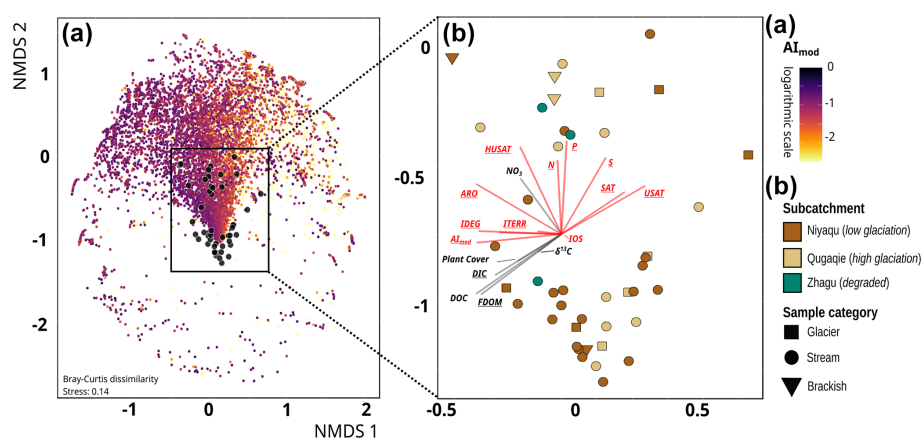 (a)
NMDS 2
1
0
-1
-2
Bray-Curtis dissimilarity
Stress: 0.14
-1
0
1
2
NMDS 1
(b)
0
-0.5
-1
-0.5
0
0.5
HUSAT
P
N
S
NO3
ARO
SAT
USAT
IDEG
ITERR
AImod
IOS
δ13C
Plant Cover
DIC
DOC
FDOM
(a)
AImod
logarithmic scale
0
-1
-2
(b)
Subcatchment
Niyaqu (low glaciation)
Qugaqie (high glaciation)
Zhagu (degraded)
Sample category
Glacier
Stream
Brackish